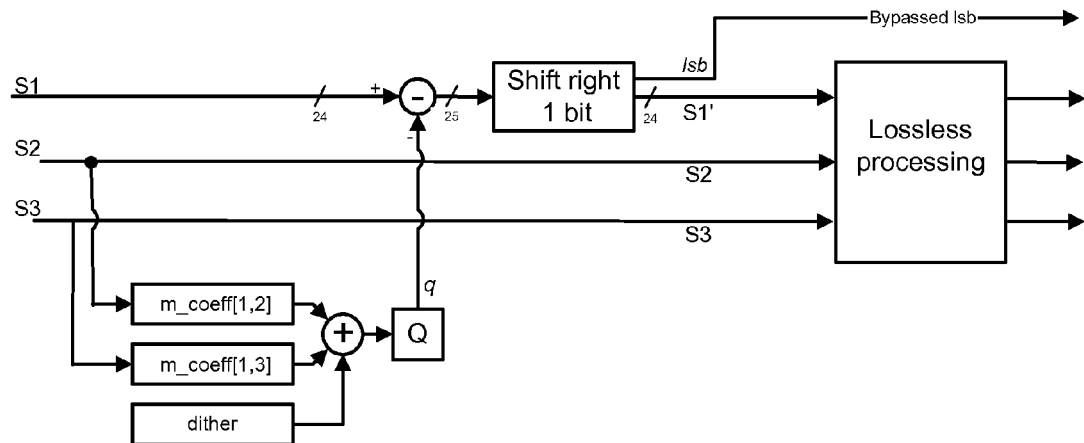 Bypassed lsb
lsb
Shift right
1 bit
S1
+
24
-
-
25
24
S1'
Lossless
processing
S2
S2
S3
S3
q
m_coeff[1,2]
+
Q
m_coeff[1,3]
dither